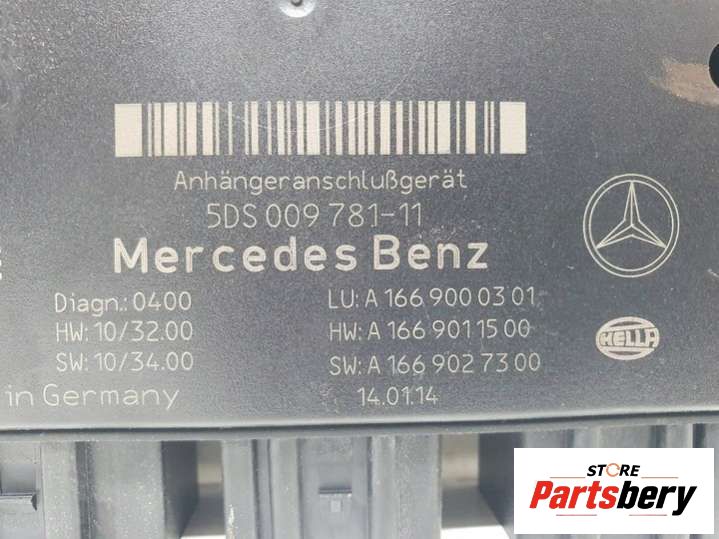 Anhängeranschlußgerät
5DS 009 781-11
Mercedes Benz
Diagn.: 0400
LU: A 166 900 03 01
HW: 10/32.00
HW: A 166 901 15 00
SW: 10/34.00
SW: A 166 902 73 00
in Germany
14.01.14
HELLA
STORE
Partsbery